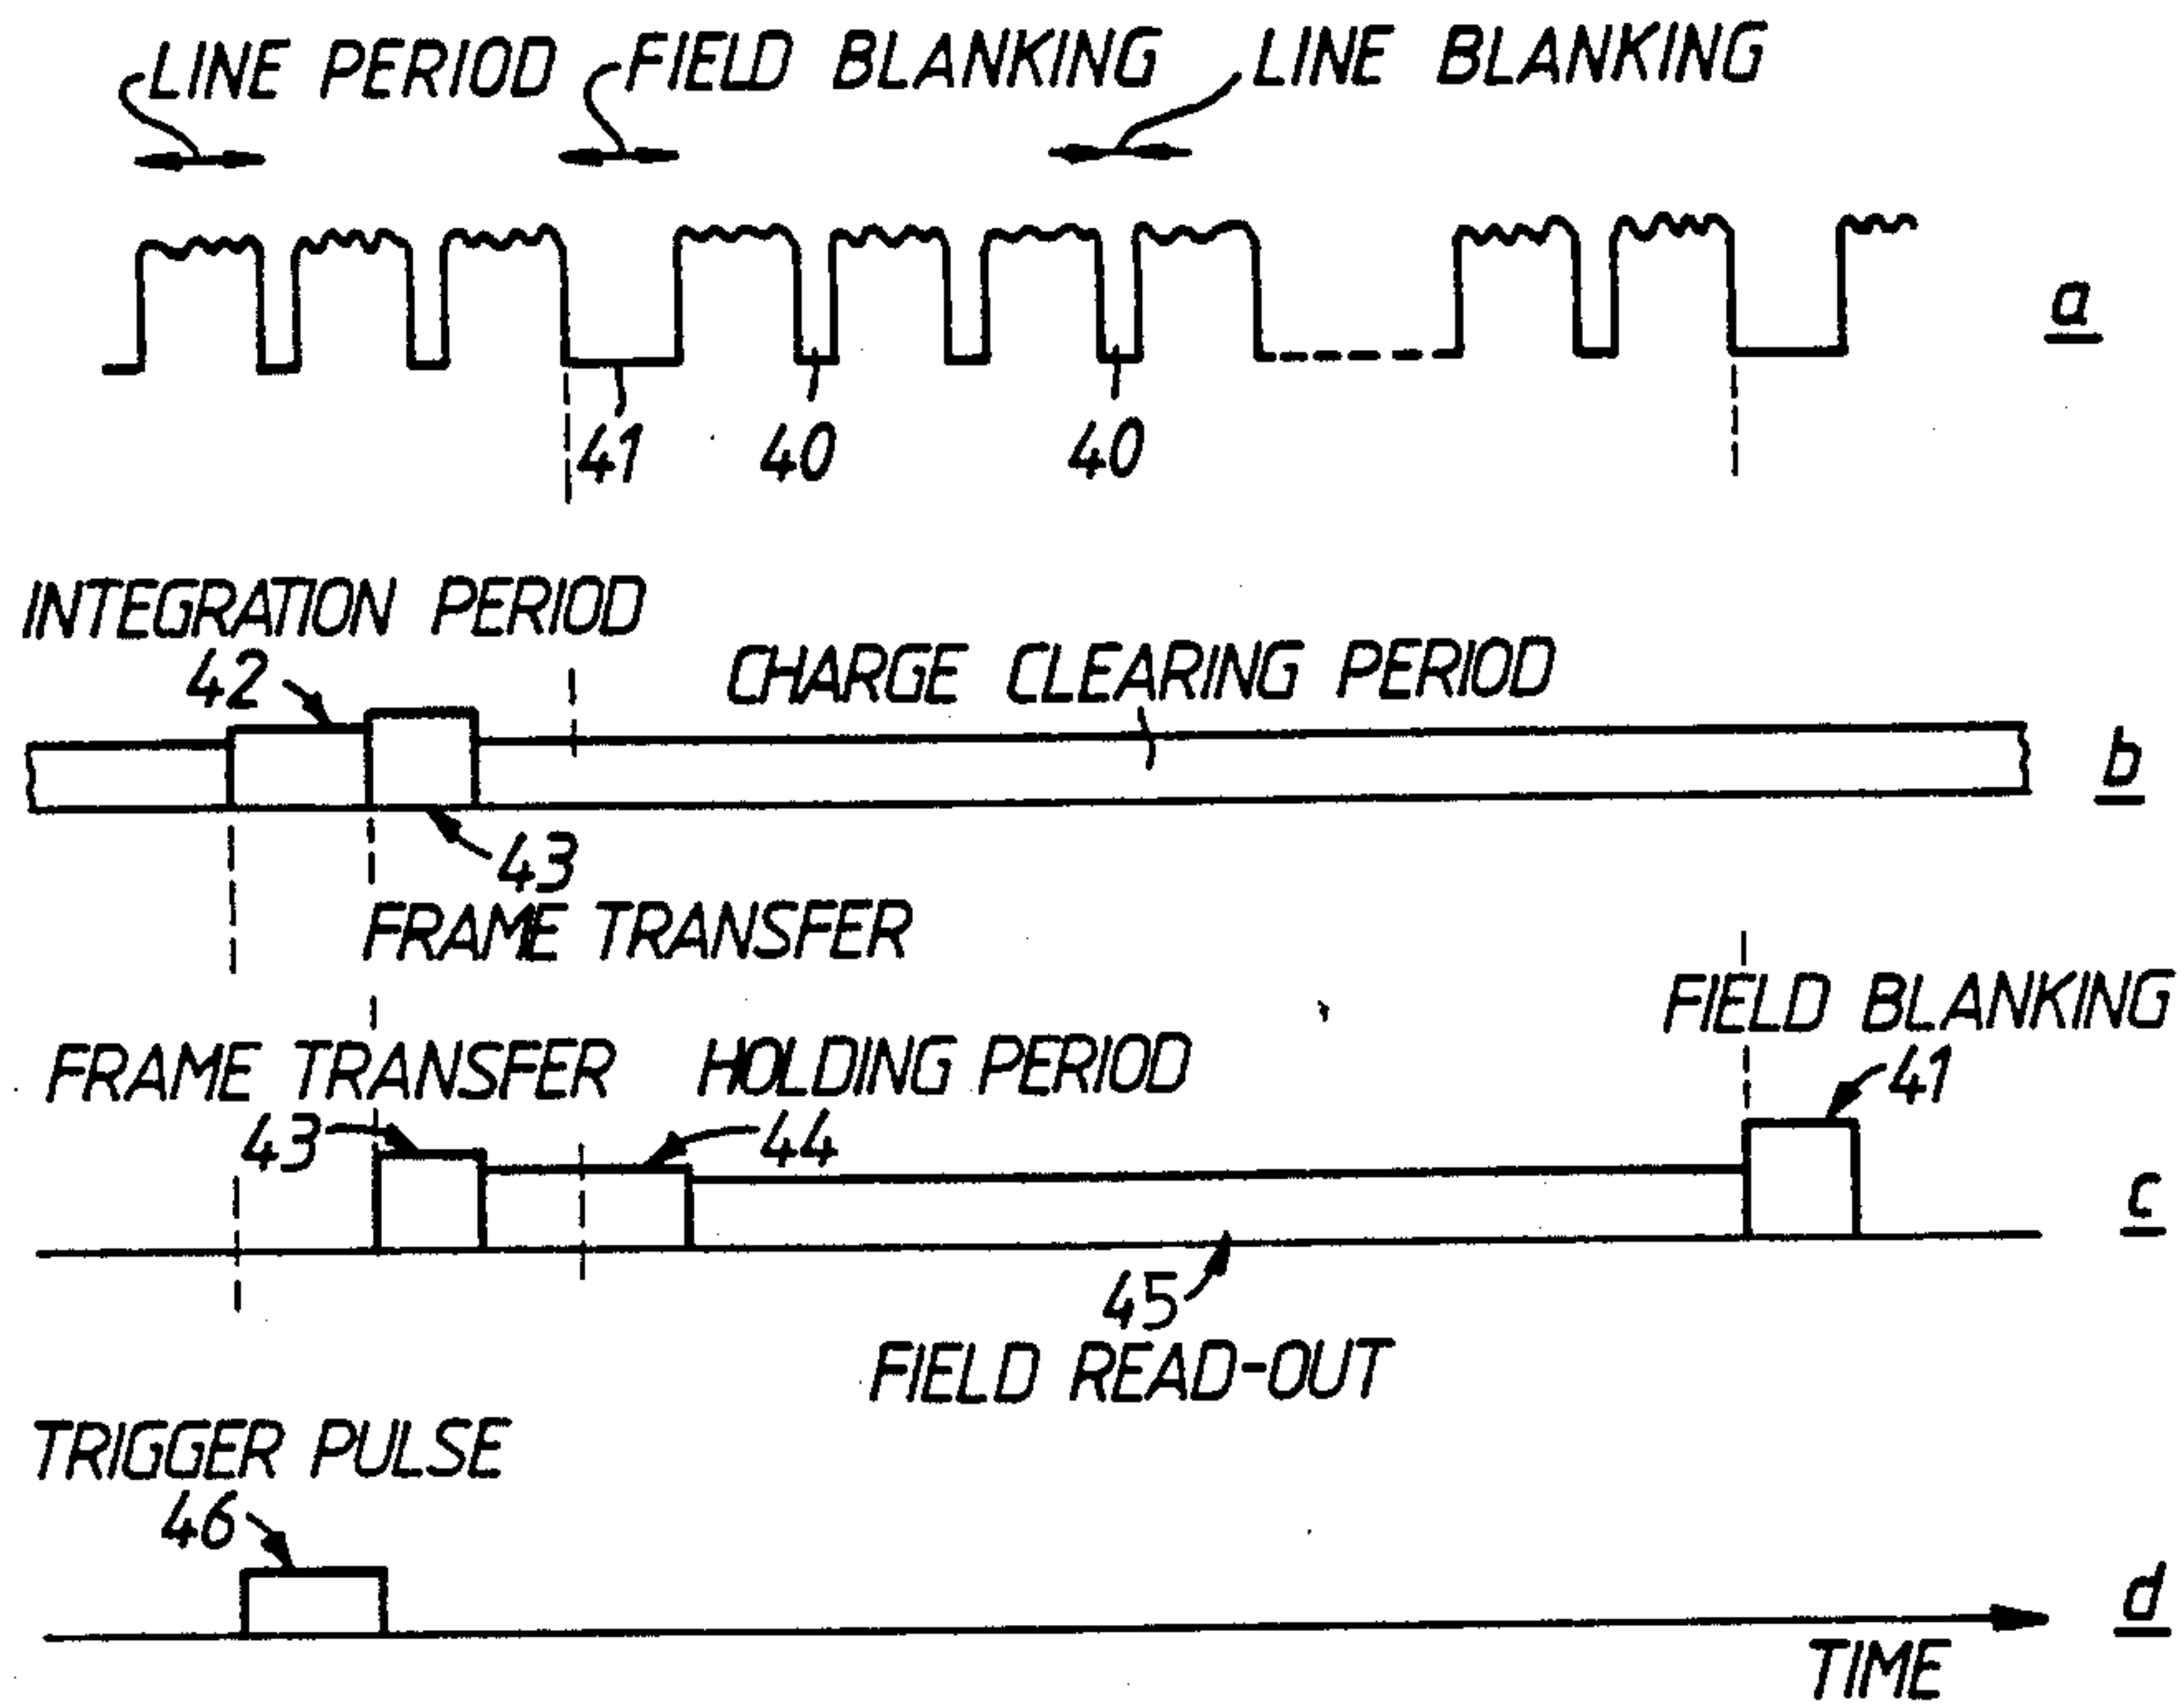 LINE PERIOD FIELD BLANKING LINE BLANKING
a
41 40 40
INTEGRATION PERIOD
42 CHARGE CLEARING PERIOD
b
43
FRAME TRANSFER
FIELD BLANKING
FRAME TRANSFER HOLDING PERIOD 41
43 44
c
45
FIELD READ-OUT
TRIGGER PULSE
46
d
TIME